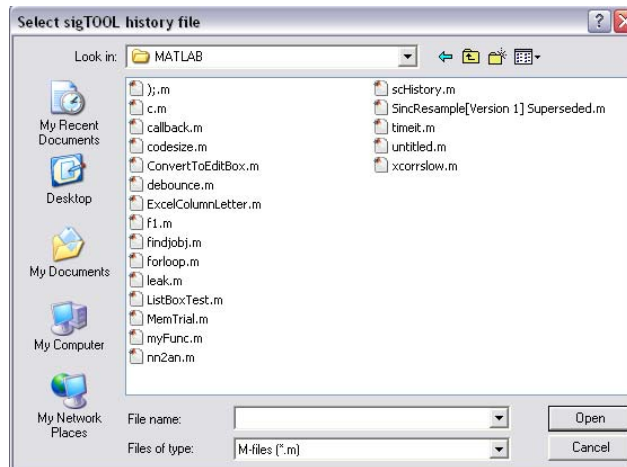 Select sigTOOL history file
Look in: MATLAB
My Recent
Documents
Desktop
My Documents
My Computer
My Network
Places
);.m
c.m
callback.m
codesize.m
ConvertToEditBox.m
debounce.m
ExcelColumnLetter.m
f1.m
findjobj.m
forloop.m
leak.m
ListBoxTest.m
MemTrial.m
myFunc.m
nn2an.m
scHistory.m
SincResample[Version 1] Superseded.m
timeit.m
untitled.m
xcorrslow.m
File name:
Open
Files of type: M-files (*.m)
Cancel